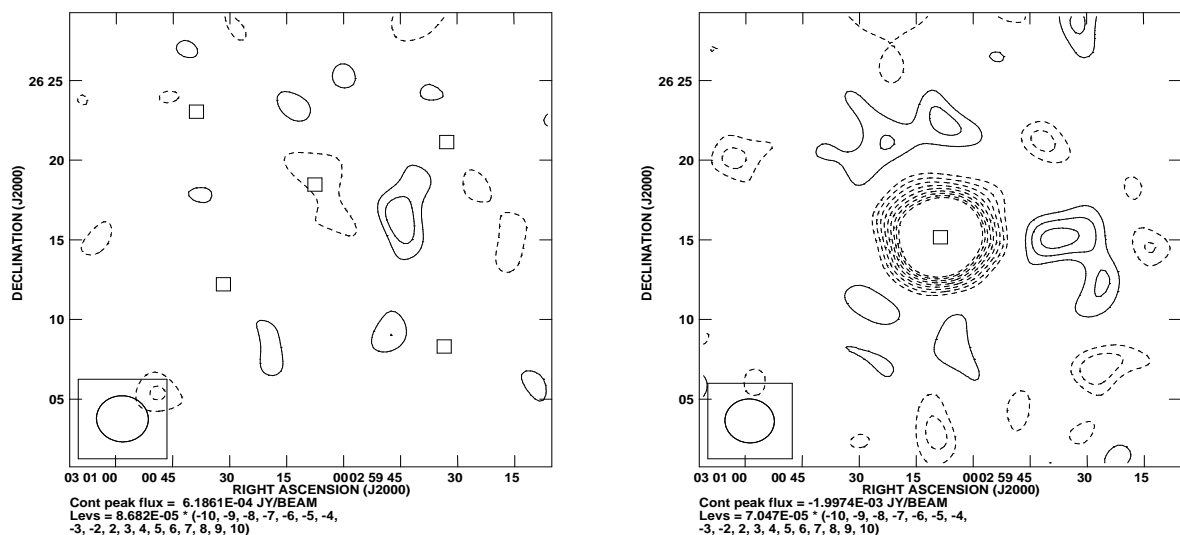 DECLINATION (J2000)
26 25
20
15
10
05
03 01 00
00 45
30
15
0002 59 45
30
15
RIGHT ASCENSION (J2000)
Cont peak flux = 6.1861E-04 JY/BEAM
Levs = 8.682E-05 * (-10, -9, -8, -7, -6, -5, -4,
-3, -2, 2, 3, 4, 5, 6, 7, 8, 9, 10)
DECLINATION (J2000)
26 25
20
15
10
05
03 01 00
00 45
30
15
0002 59 45
30
15
RIGHT ASCENSION (J2000)
Cont peak flux = -1.9974E-03 JY/BEAM
Levs = 7.047E-05 * (-10, -9, -8, -7, -6, -5, -4,
-3, -2, 2, 3, 4, 5, 6, 7, 8, 9, 10)